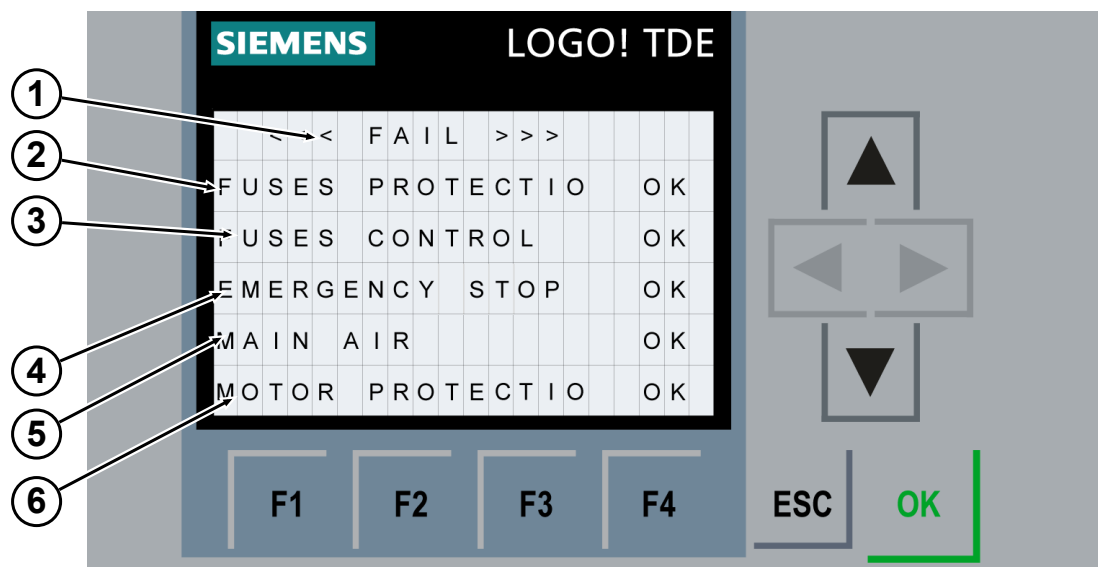 SIEMENS LOGO! TDE
1
<<< FAIL >>>
2
FUSES PROTECTIO OK
3
FUSES CONTROL OK
EMERGENCY STOP OK
4
MAIN AIR OK
5
MOTOR PROTECTIO OK
6
F1 F2 F3 F4 ESC OK